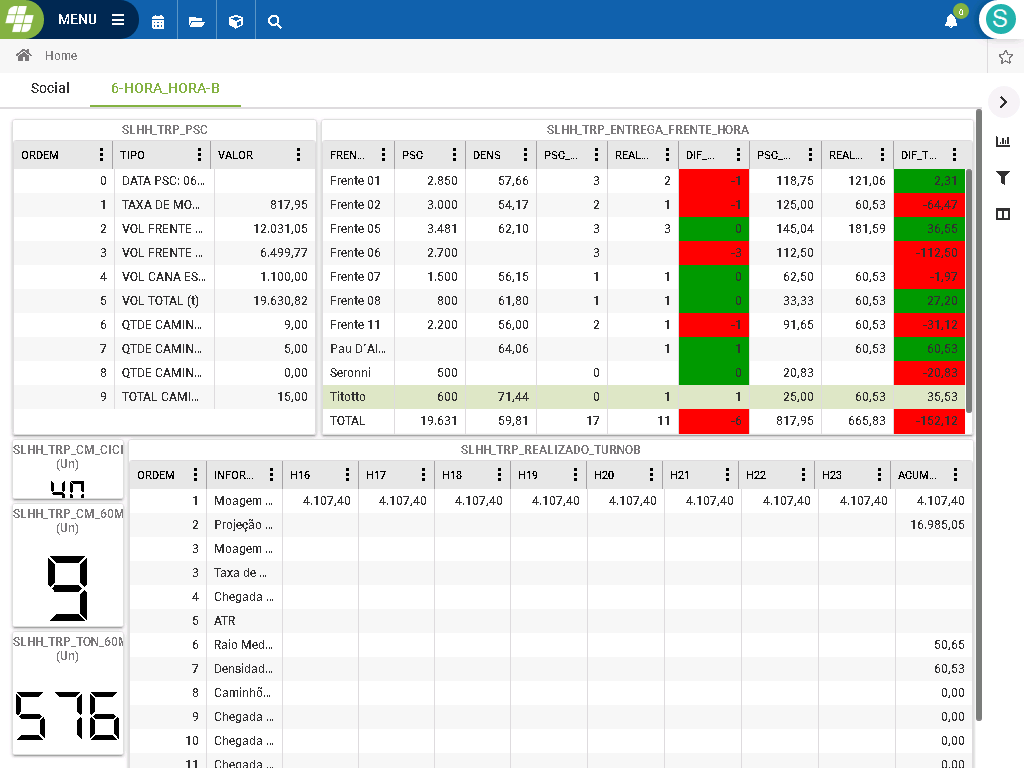 MENU 0 S
Home
Social 6-HORA_HORA-B
SLHH_TRP_PSC
ORDEM TIPO VALOR
0 DATA PSC: 06...
1 TAXA DE MO... 817,95
2 VOL FRENTE ... 12.031,05
3 VOL FRENTE ... 6.499,77
4 VOL CANA ES... 1.100,00
5 VOL TOTAL (t) 19.630,82
6 QTDE CAMIN... 9,00
7 QTDE CAMIN... 5,00
8 QTDE CAMIN... 0,00
9 TOTAL CAMI... 15,00
SLHH_TRP_ENTREGA_FRENTE_HORA
FREN... PSC DENS PSC_... REAL... DIF_... PSC_... REAL... DIF_T...
Frente 01 2.850 57,66 3 2 -1 118,75 121,06 2,31
Frente 02 3.000 54,17 2 1 -1 125,00 60,53 -64,47
Frente 05 3.481 62,10 3 3 0 145,04 181,59 36,55
Frente 06 2.700 3 -3 112,50 -112,50
Frente 07 1.500 56,15 1 1 0 62,50 60,53 -1,97
Frente 08 800 61,80 1 1 0 33,33 60,53 27,20
Frente 11 2.200 56,00 2 1 -1 91,65 60,53 -31,12
Pau D´Al... 64,06 1 1 60,53 60,53
Seronni 500 0 0 20,83 -20,83
Titotto 600 71,44 0 1 1 25,00 60,53 35,53
TOTAL 19.631 59,81 17 11 -6 817,95 665,83 -152,12
SLHH_TRP_CM_CICL
(Un)
40
SLHH_TRP_CM_60M
(Un)
9
SLHH_TRP_TON_60M
(Un)
576
SLHH_TRP_REALIZADO_TURNOB
ORDEM INFOR... H16 H17 H18 H19 H20 H21 H22 H23 ACUM...
1 Moagem ... 4.107,40 4.107,40 4.107,40 4.107,40 4.107,40 4.107,40 4.107,40 4.107,40 4.107,40
2 Projeção ... 16.985,05
3 Moagem ...
3 Taxa de ...
4 Chegada ...
5 ATR
6 Raio Med... 50,65
7 Densidad... 60,53
8 Caminhõ... 0,00
9 Chegada ... 0,00
10 Chegada ... 0,00
11 Chegada ... 0,00